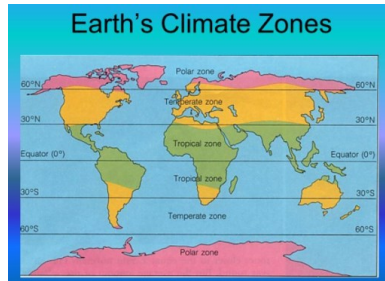 Earth's Climate Zones
Polar zone
60°N 60°N
Temperate zone
30°N 30°N
Tropical zone
Equator (0°) Equator (0°)
Tropical zone
30°S 30°S
Temperate zone
60°S 60°S
Polar zone